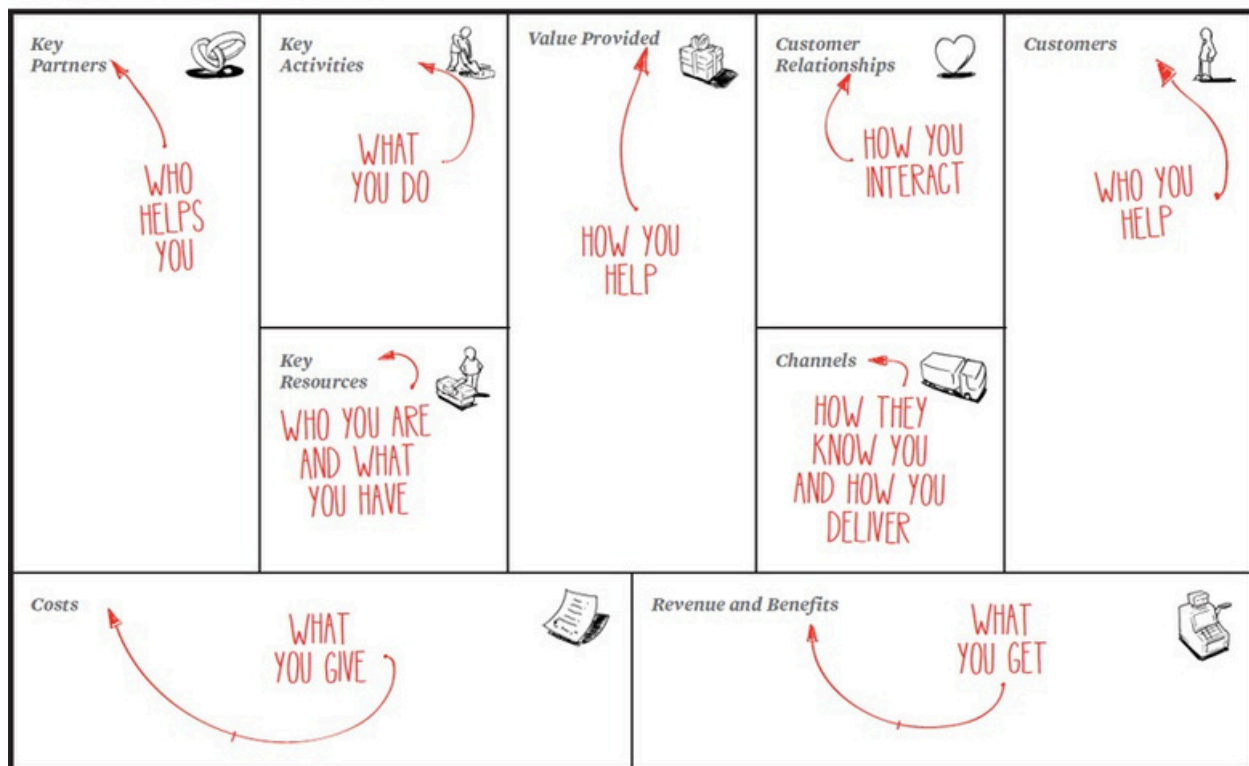 Key
Partners
WHO
HELPS
YOU
Key
Activities
WHAT
YOU DO
Key
Resources
WHO YOU ARE
AND WHAT
YOU HAVE
Value Provided
HOW YOU
HELP
Customer
Relationships
HOW YOU
INTERACT
Channels
HOW THEY
KNOW YOU
AND HOW YOU
DELIVER
Customers
WHO YOU
HELP
Costs
WHAT
YOU GIVE
Revenue and Benefits
WHAT
YOU GET